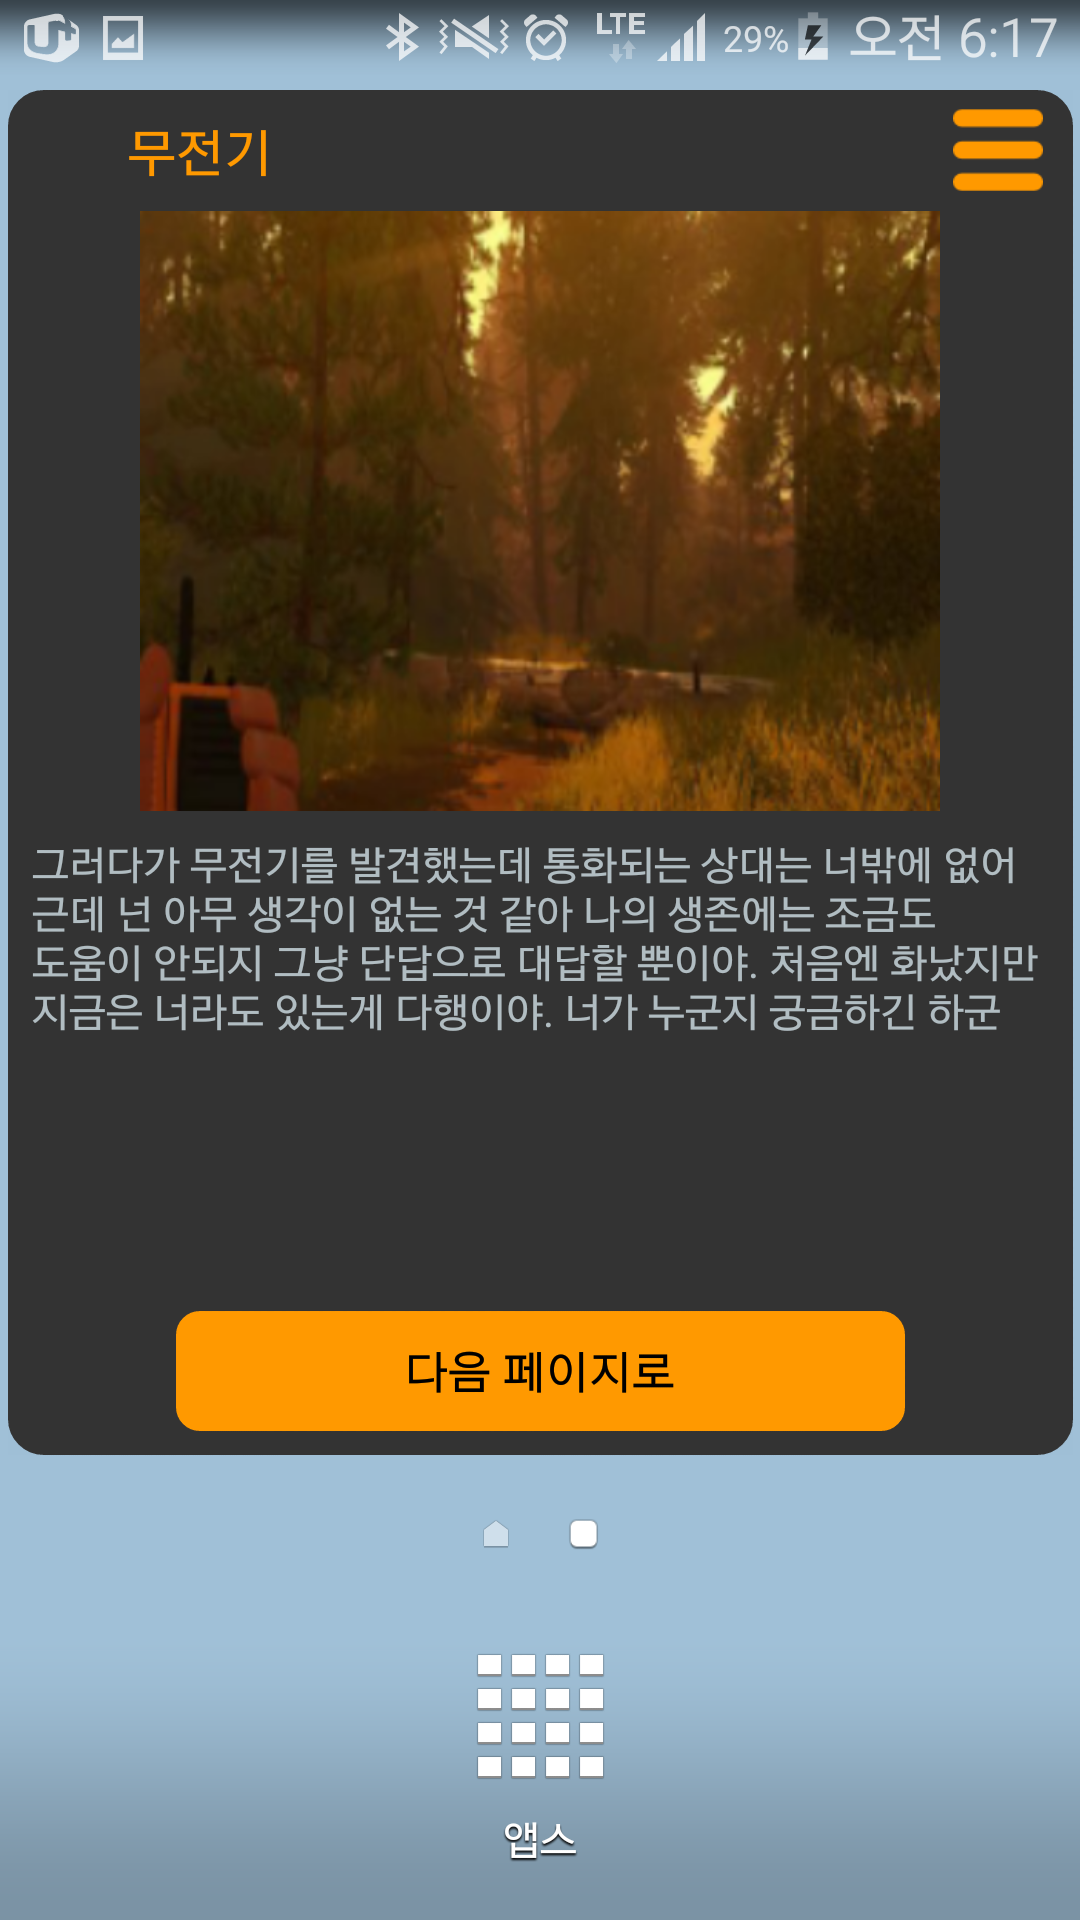 LTE 29% 오전 6:17
무전기
그러다가 무전기를 발견했는데 통화되는 상대는 너밖에 없어
근데 넌 아무 생각이 없는 것 같아 나의 생존에는 조금도
도움이 안되지 그냥 단답으로 대답할 뿐이야. 처음엔 화났지만
지금은 너라도 있는게 다행이야. 너가 누군지 궁금하긴 하군
다음 페이지로
앱스